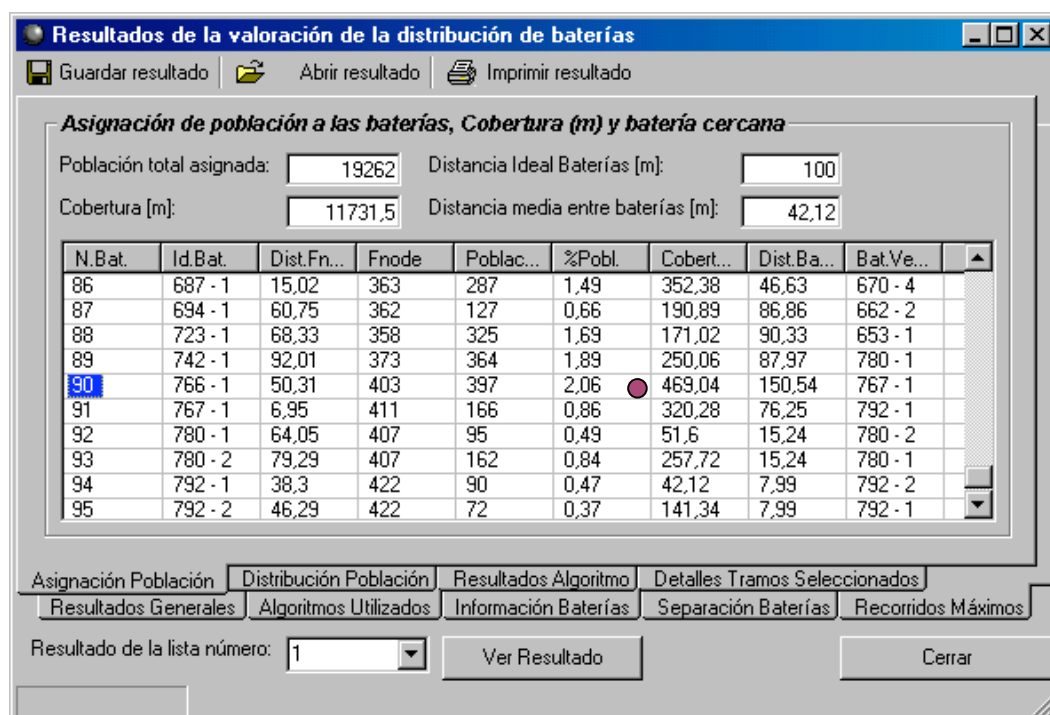 Resultados de la valoración de la distribución de baterías
Guardar resultado Abrir resultado Imprimir resultado
Asignación de población a las baterías, Cobertura (m) y batería cercana
Población total asignada: 19262 Distancia Ideal Baterías [m]: 100
Cobertura [m]: 11731,5 Distancia media entre baterías [m]: 42,12
N.Bat. Id.Bat. Dist.Fn... Fnode Poblac... %Pobl. Cobert... Dist.Ba... Bat.Ve...
86 687 - 1 15,02 363 287 1,49 352,38 46,63 670 - 4
87 694 - 1 60,75 362 127 0,66 190,89 86,86 662 - 2
88 723 - 1 68,33 358 325 1,69 171,02 90,33 653 - 1
89 742 - 1 92,01 373 364 1,89 250,06 87,97 780 - 1
90 766 - 1 50,31 403 397 2,06 469,04 150,54 767 - 1
91 767 - 1 6,95 411 166 0,86 320,28 76,25 792 - 1
92 780 - 1 64,05 407 95 0,49 51,6 15,24 780 - 2
93 780 - 2 79,29 407 162 0,84 257,72 15,24 780 - 1
94 792 - 1 38,3 422 90 0,47 42,12 7,99 792 - 2
95 792 - 2 46,29 422 72 0,37 141,34 7,99 792 - 1
Asignación Población Distribución Población Resultados Algoritmo Detalles Tramos Seleccionados
Resultados Generales Algoritmos Utilizados Información Baterías Separación Baterías Recorridos Máximos
Resultado de la lista número: 1 Ver Resultado Cerrar